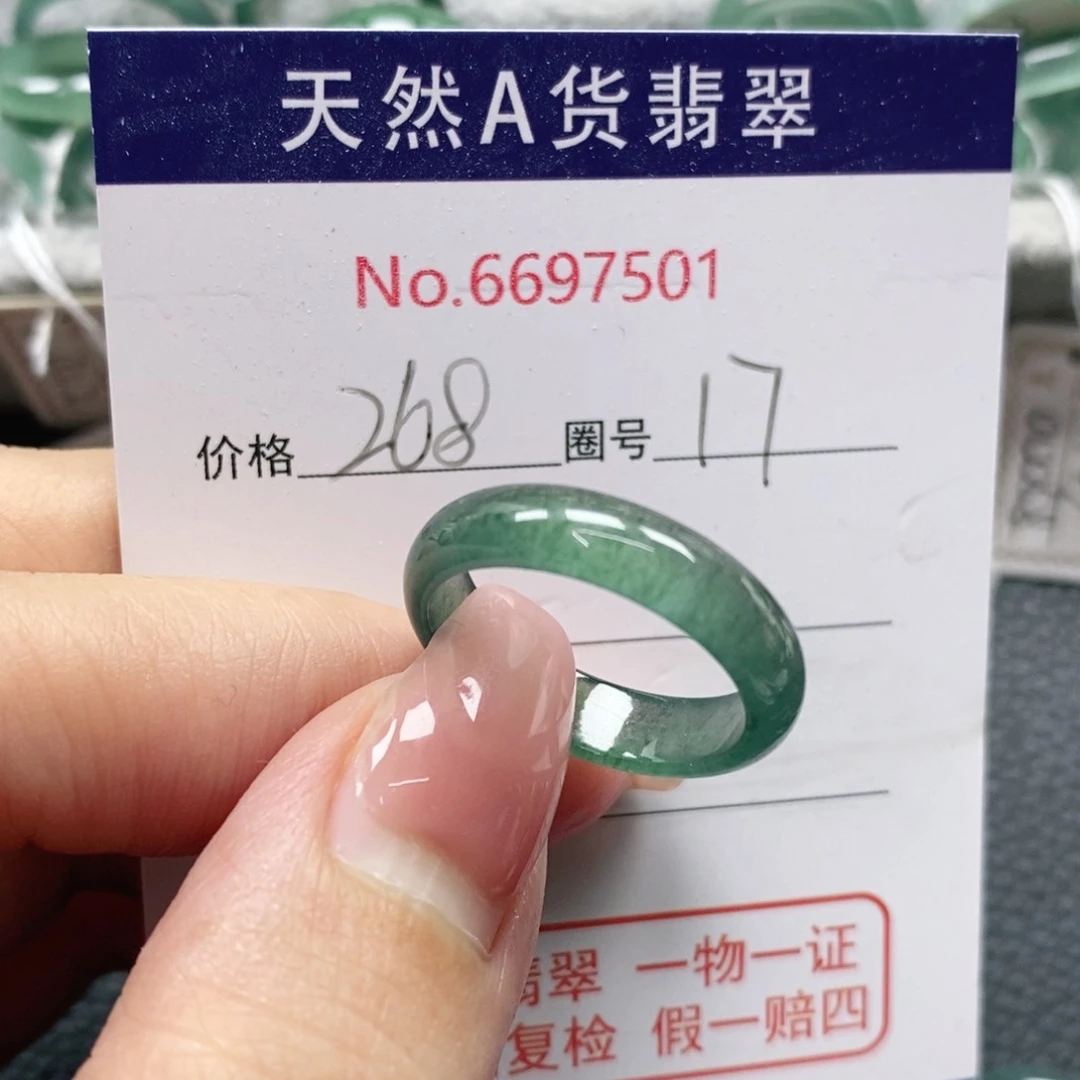 天然A货翡翠
No.6697501
价格 268 圈号 17
翡翠 一物一证
复检 假一赔四